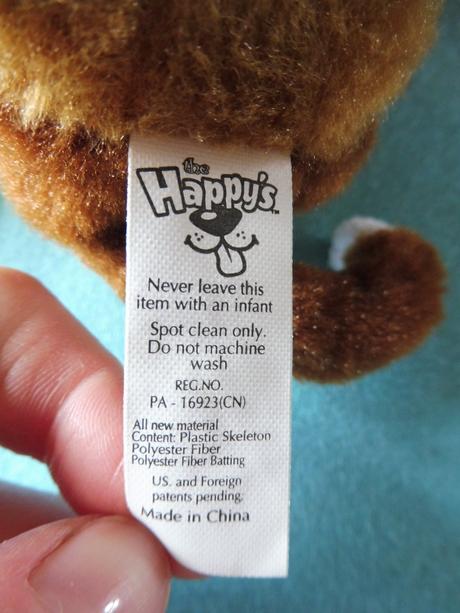 the
Happy's™
Never leave this
item with an infant
Spot clean only.
Do not machine
wash
REG.NO.
PA - 16923(CN)
All new material
Content: Plastic Skeleton
Polyester Fiber
Polyester Fiber Batting
US. and Foreign
patents pending.
Made in China